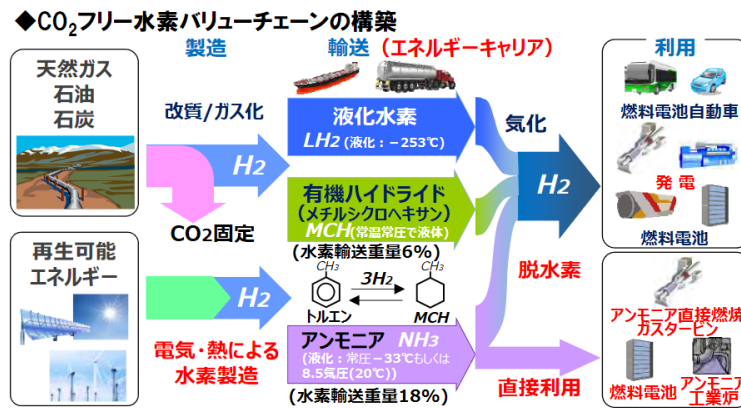 ◆CO2フリー水素バリューチェーンの構築
製造
輸送 (エネルギーキャリア)
利用
天然ガス
石油
石炭
改質/ガス化
H2
CO2固定
再生可能
エネルギー
H2
電気・熱による
水素製造
液化水素
LH2 (液化：－253℃)
有機ハイドライド
(メチルシクロヘキサン)
MCH(常温常圧で液体)
(水素輸送重量6%)
CH3
3H2
CH3
トルエン
MCH
アンモニア NH3
(液化：常圧－33℃もしくは
8.5気圧(20℃))
(水素輸送重量18%)
気化
H2
脱水素
直接利用
燃料電池自動車
発電
燃料電池
アンモニア直接燃焼
ガスタービン
燃料電池
アンモニア
工業炉